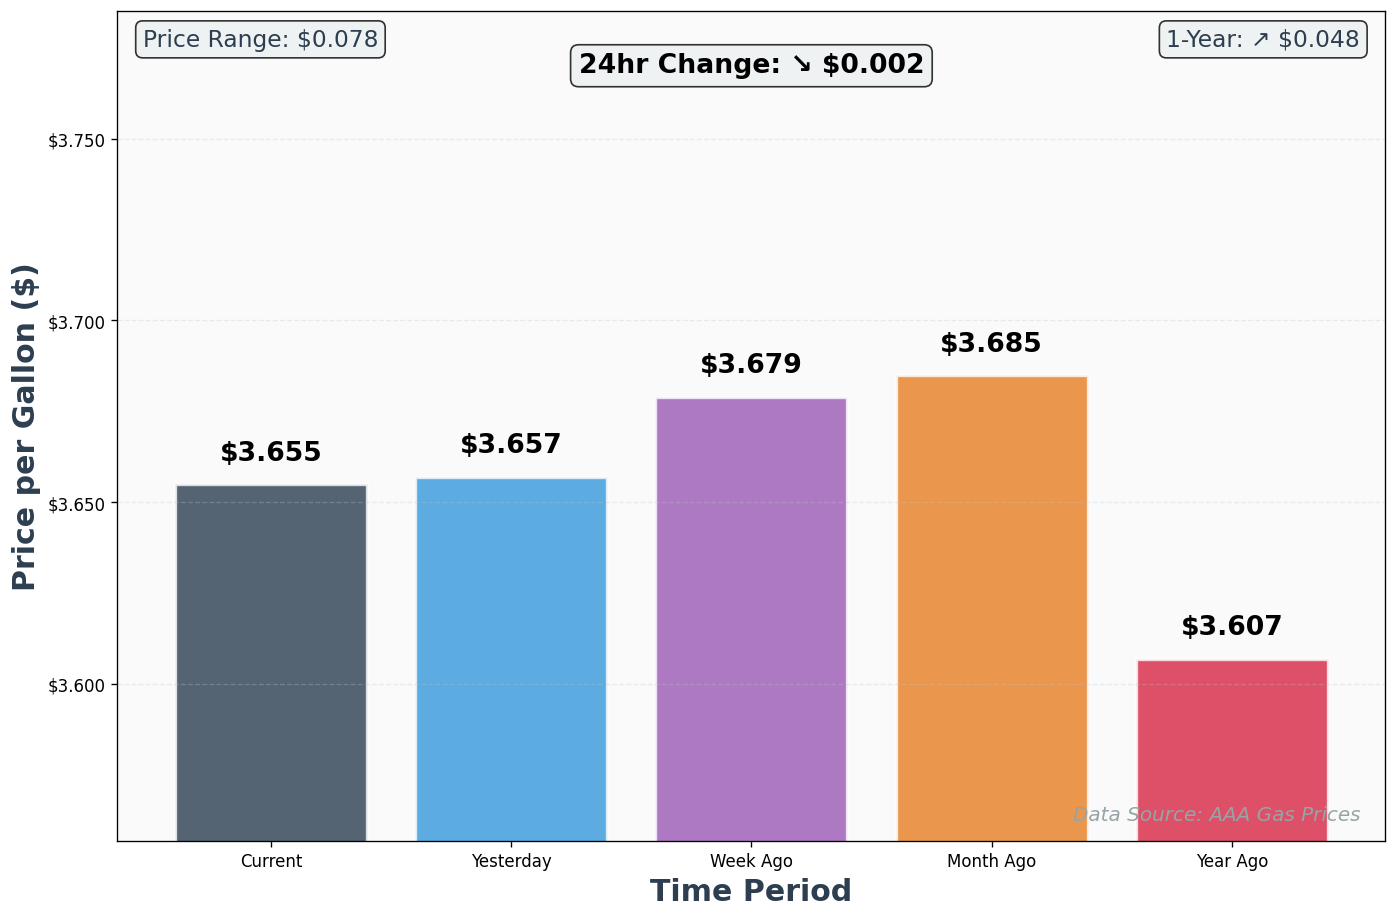 Price Range: $0.078
24hr Change: ↘ $0.002
1-Year: ↗ $0.048
Price per Gallon ($)
$3.750
$3.700
$3.650
$3.600
$3.655
$3.657
$3.679
$3.685
$3.607
Data Source: AAA Gas Prices
Current
Yesterday
Week Ago
Month Ago
Year Ago
Time Period